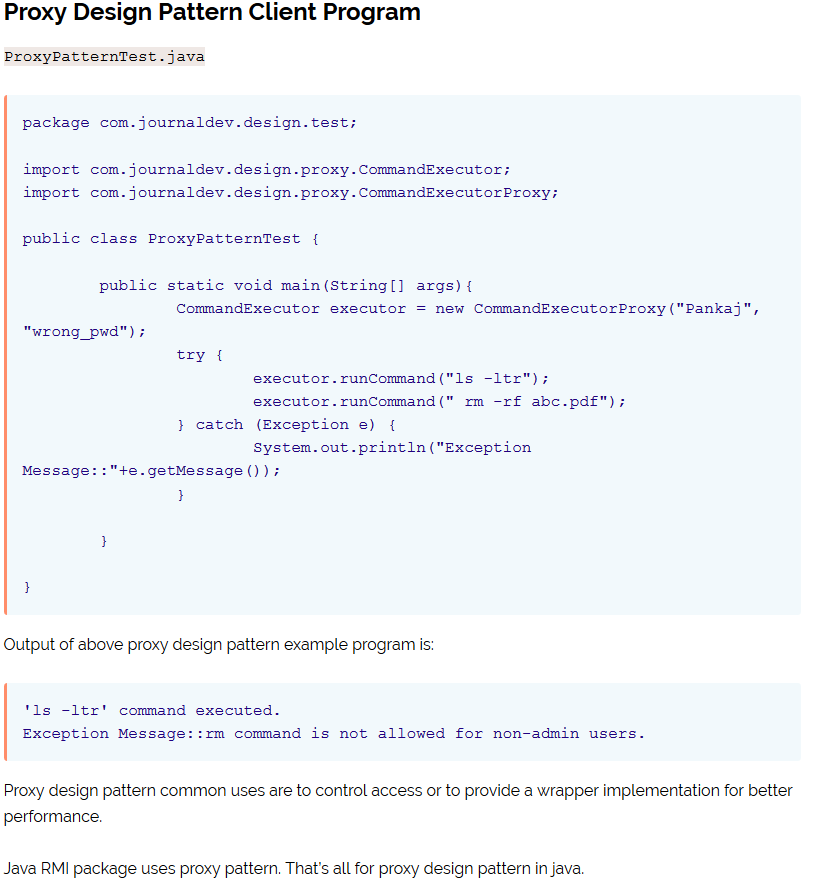 Proxy Design Pattern Client Program
ProxyPatternTest.java
package com.journaldev.design.test;
import com.journaldev.design.proxy.CommandExecutor;
import com.journaldev.design.proxy.CommandExecutorProxy;
public class ProxyPatternTest {
public static void main(String[] args){
CommandExecutor executor = new CommandExecutorProxy("Pankaj",
"wrong_pwd");
try {
executor.runCommand("ls -ltr");
executor.runCommand(" rm -rf abc.pdf");
} catch (Exception e) {
System.out.println("Exception
Message::"+e.getMessage());
}
}
}
Output of above proxy design pattern example program is:
'ls -ltr' command executed.
Exception Message::rm command is not allowed for non-admin users.
Proxy design pattern common uses are to control access or to provide a wrapper implementation for better
performance.
Java RMI package uses proxy pattern. That's all for proxy design pattern in java.